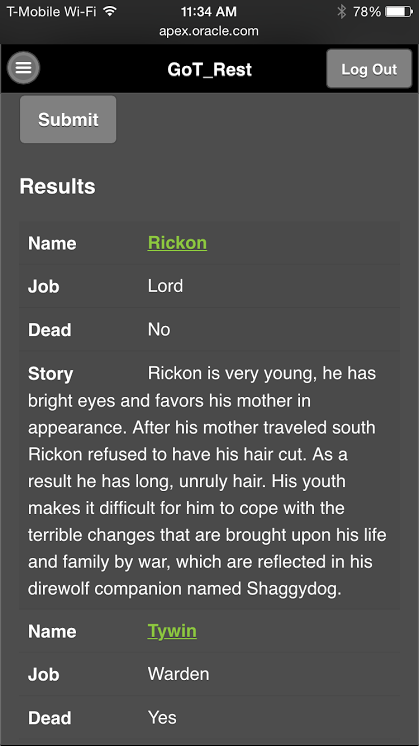 T-Mobile Wi-Fi 11:34 AM 78%
apex.oracle.com
GoT_Rest Log Out
Submit
Results
Name Rickon
Job Lord
Dead No
Story Rickon is very young, he has
bright eyes and favors his mother in
appearance. After his mother traveled south
Rickon refused to have his hair cut. As a
result he has long, unruly hair. His youth
makes it difficult for him to cope with the
terrible changes that are brought upon his life
and family by war, which are reflected in his
direwolf companion named Shaggydog.
Name Tywin
Job Warden
Dead Yes